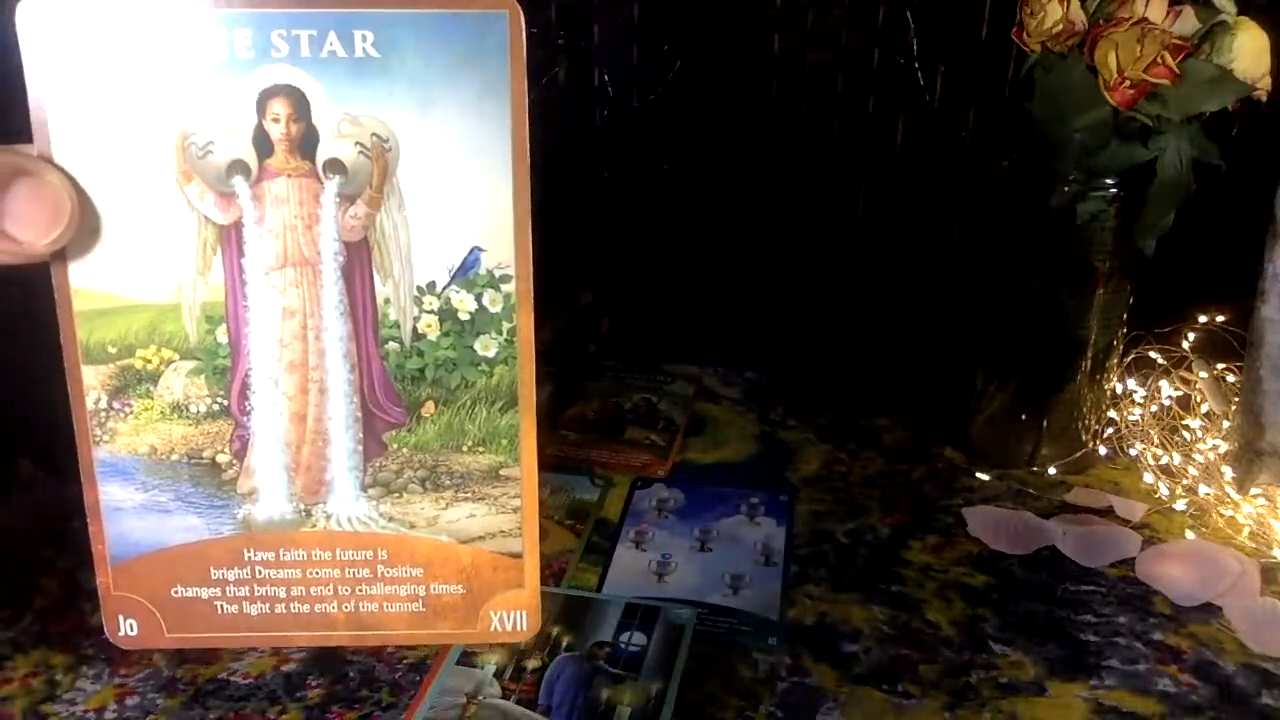 E STAR
Have faith the future is
bright! Dreams come true. Positive
changes that bring an end to challenging times.
The light at the end of the tunnel.
Jo
XVII